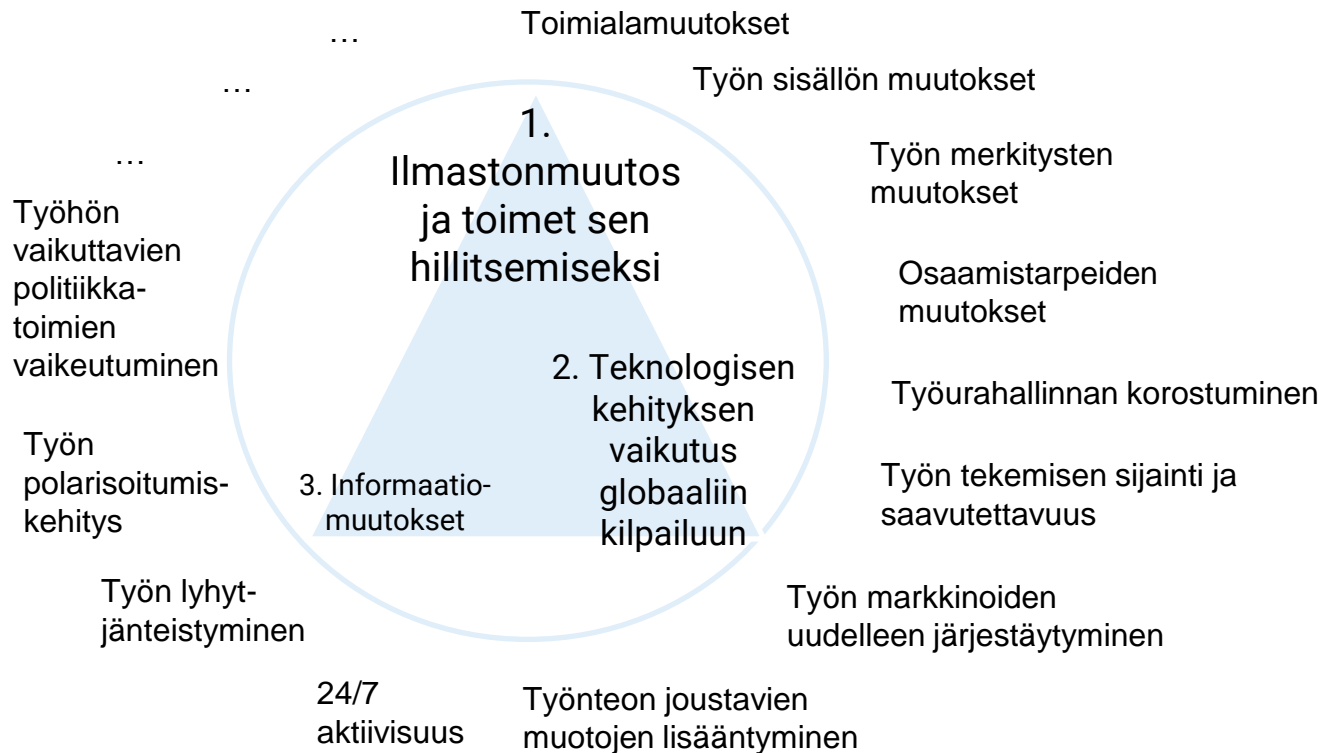 …
Toimialamuutokset
…
Työn sisällön muutokset
…
1.
Ilmastonmuutos
ja toimet sen
hillitsemiseksi
Työn merkitysten
muutokset
Työhön
vaikuttavien
politiikka-
toimien
vaikeutuminen
Osaamistarpeiden
muutokset
2. Teknologisen
kehityksen
vaikutus
globaaliin
kilpailuun
Työurahallinnan korostuminen
Työn
polarisoitumis-
kehitys
3. Informaatio-
muutokset
Työn tekemisen sijainti ja
saavutettavuus
Työn lyhyt-
jänteistyminen
Työn markkinoiden
uudelleen järjestäytyminen
24/7
aktiivisuus
Työnteon joustavien
muotojen lisääntyminen